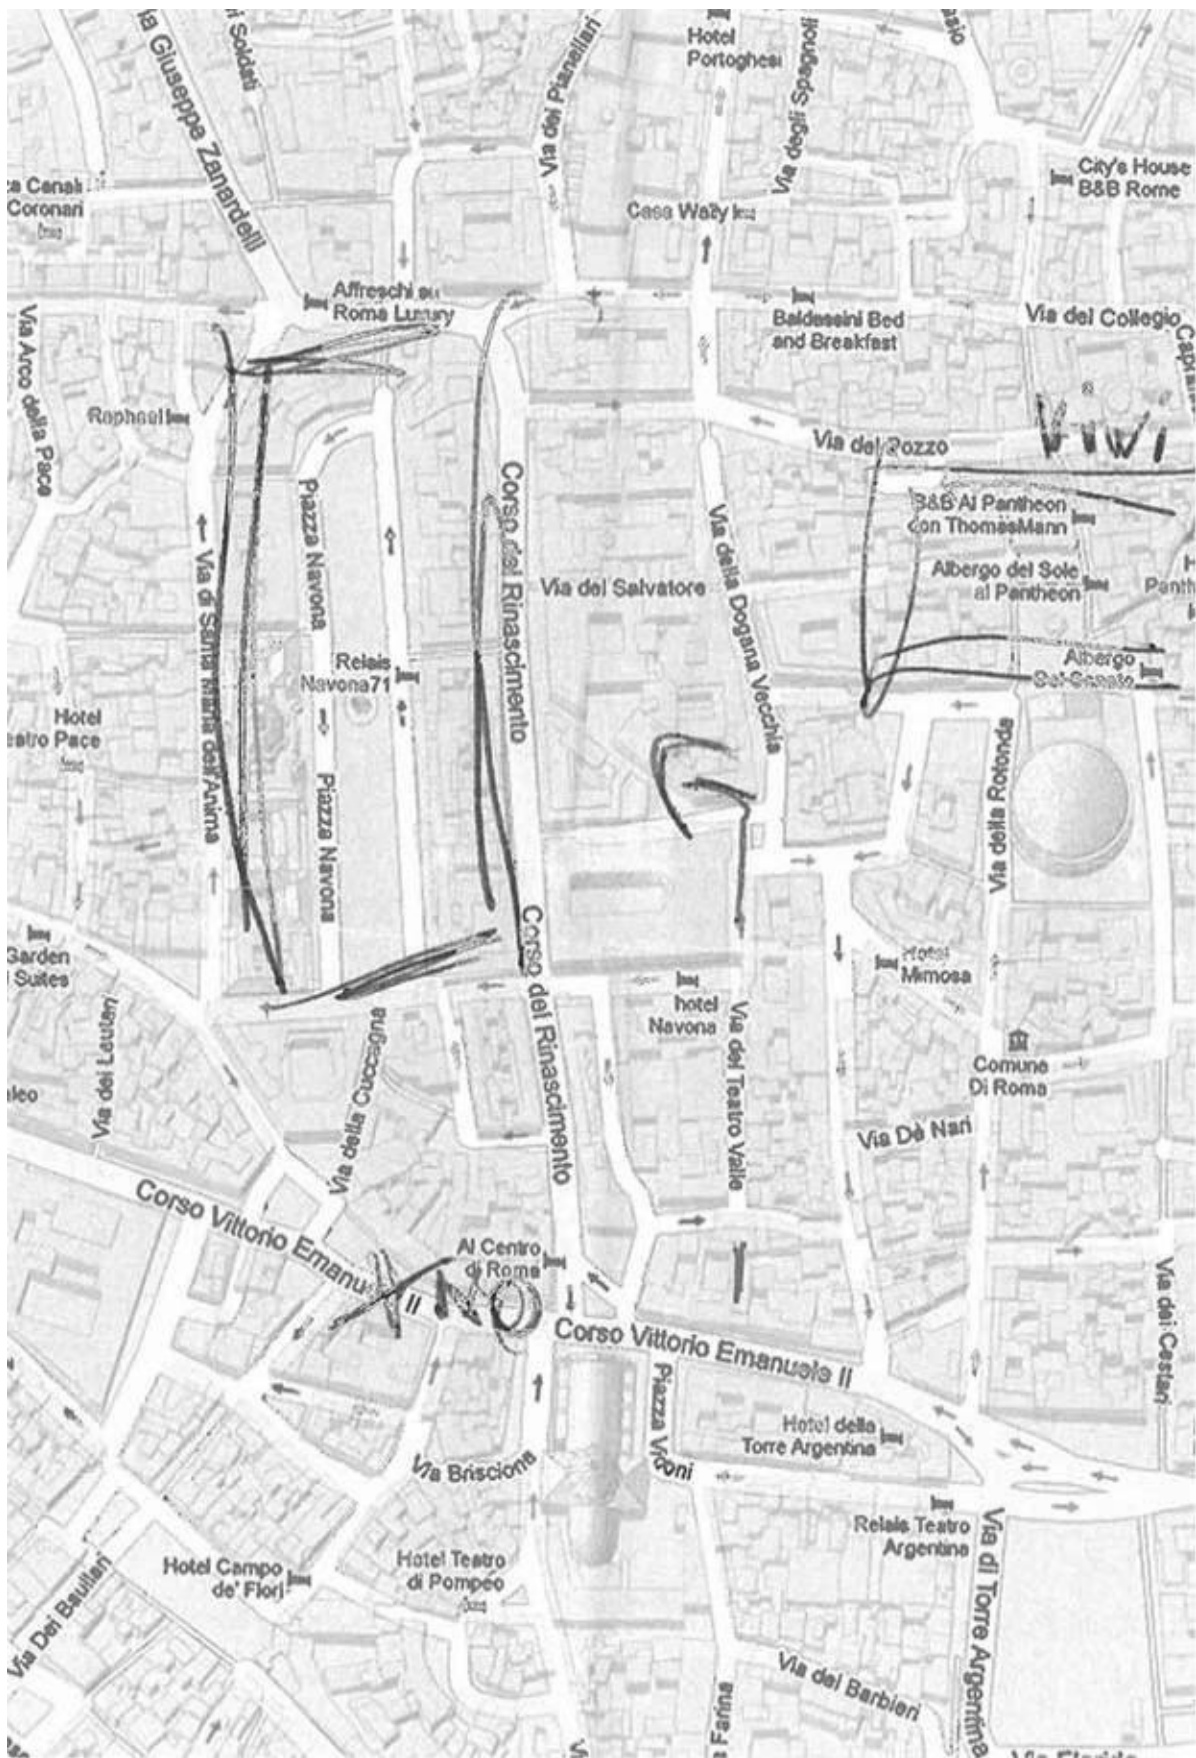 Via Giuseppe Zanardelli
Soldati
Via dei Pianellari
Hotel
Portoghesi
Via degli Spagnoli
City's House
B&B Rome
Coronari
Casa Wally
Affreschi su
Roma Luxury
Baldassini Bed
and Breakfast
Via del Collegio
Via Arco della Pace
Raphael
Via del Pozzo
Piazza Navona
Corso del Rinascimento
Via della Dogana Vecchia
B&B Al Pantheon
con ThomasMann
Via del Salvatore
Albergo del Sole
al Pantheon
Via di Santa Maria dell'Anima
Relais
Navona71
Albergo
Del Senato
Hotel
Teatro Pace
Piazza Navona
Via della Rotonda
Garden
Suites
Corso del Rinascimento
Hotel
Mimosa
hotel
Navona
Via dei Lautari
Via della Cuccagna
Via del Teatro Valle
Comune
Di Roma
Via Dè Nari
Corso Vittorio Emanuele II
Al Centro
di Roma
Via dei Cestari
Corso Vittorio Emanuele II
Piazza Vidoni
Hotel della
Torre Argentina
Via Brisciona
Relais Teatro
Argentina
Via di Torre Argentina
Hotel Campo
de' Fiori
Hotel Teatro
di Pompeo
Via Dei Baullari
Via dei Barbieri
Farina